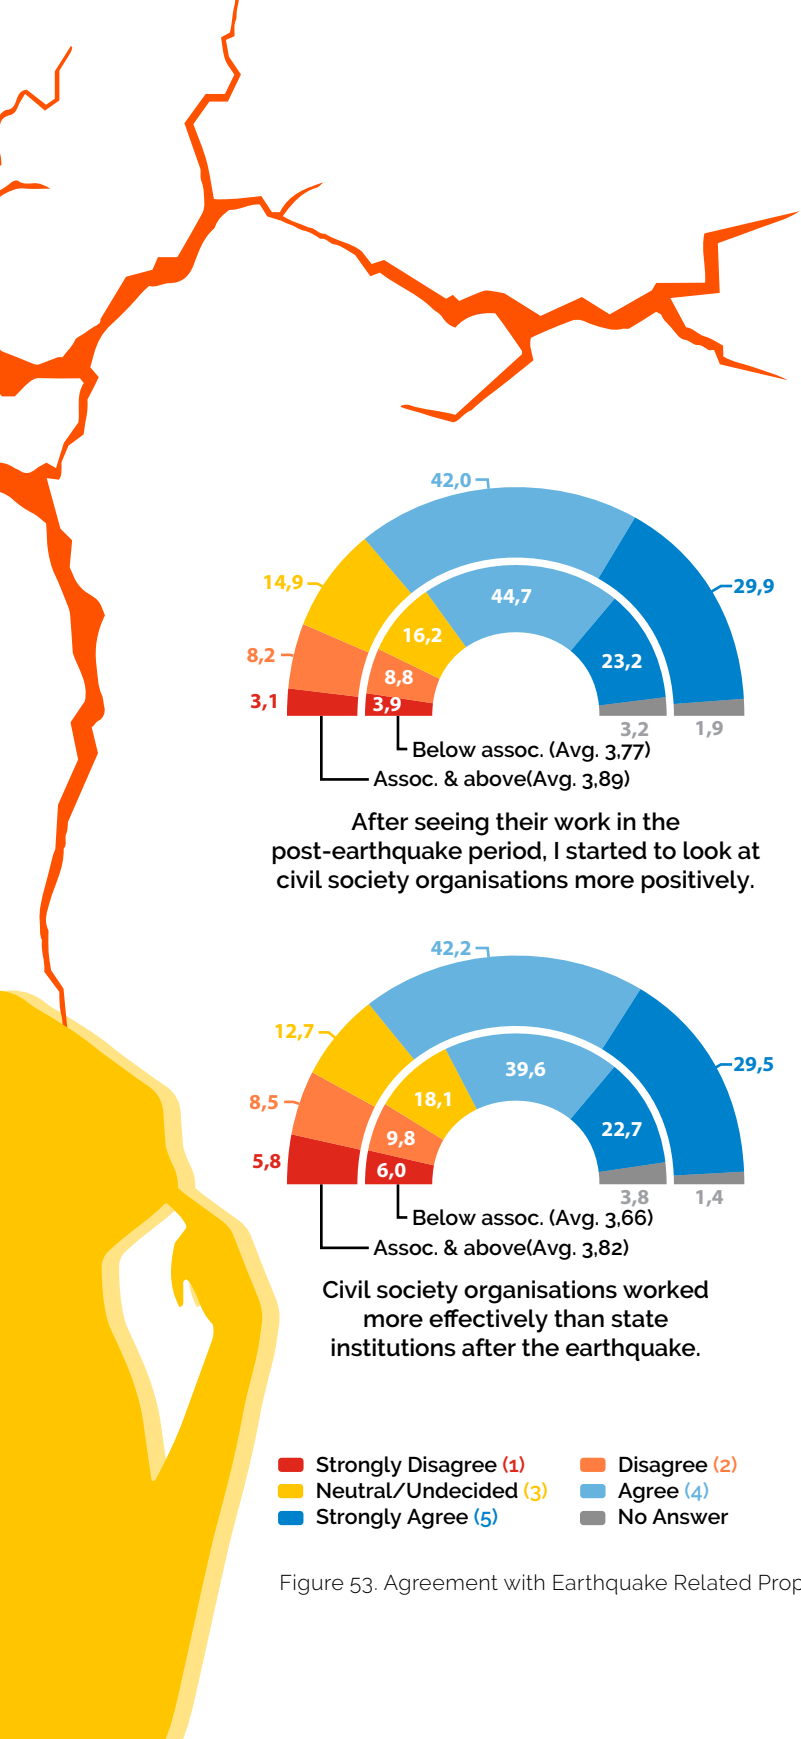 42,0
14,9
29,9
44,7
16,2
8,2
23,2
8,8
3,1
3,9
3,2
1,9
Below assoc. (Avg. 3,77)
Assoc. & above(Avg. 3,89)
After seeing their work in the
post-earthquake period, I started to look at
civil society organisations more positively.
42,2
12,7
29,5
39,6
18,1
8,5
22,7
9,8
5,8
6,0
3,8
1,4
Below assoc. (Avg. 3,66)
Assoc. & above(Avg. 3,82)
Civil society organisations worked
more effectively than state
institutions after the earthquake.
Strongly Disagree (1)
Disagree (2)
Neutral/Undecided (3)
Agree (4)
Strongly Agree (5)
No Answer
Figure 53. Agreement with Earthquake Related Prop